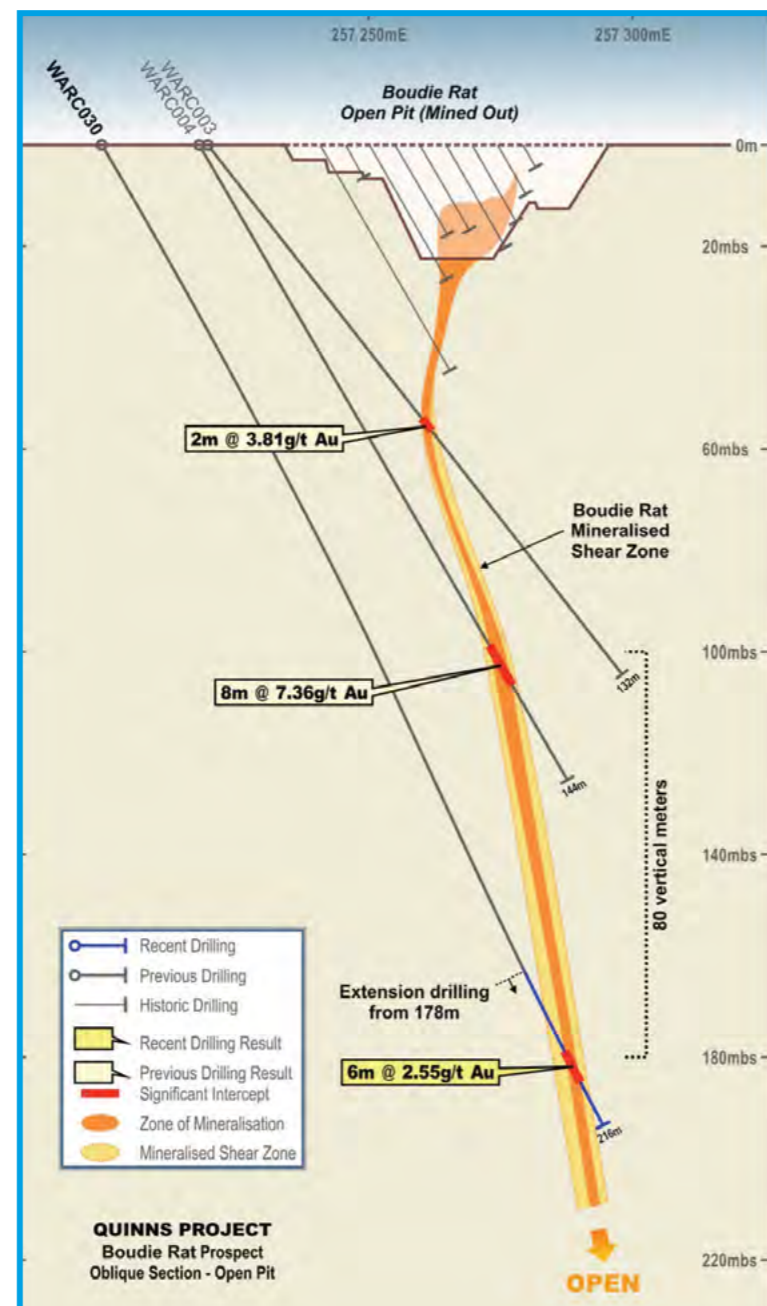 257 250mE
257 300mE
WARC030
WARC004
WARC003
Boudie Rat
Open Pit (Mined Out)
0m
20mbs
2m @ 3.81g/t Au
60mbs
Boudie Rat
Mineralised
Shear Zone
100mbs
132m
8m @ 7.36g/t Au
144m
80 vertical meters
140mbs
Recent Drilling
Previous Drilling
Historic Drilling
Recent Drilling Result
Previous Drilling Result
Significant Intercept
Zone of Mineralisation
Mineralised Shear Zone
Extension drilling
from 178m
180mbs
6m @ 2.55g/t Au
216m
QUINNS PROJECT
Boudie Rat Prospect
Oblique Section - Open Pit
220mbs
OPEN